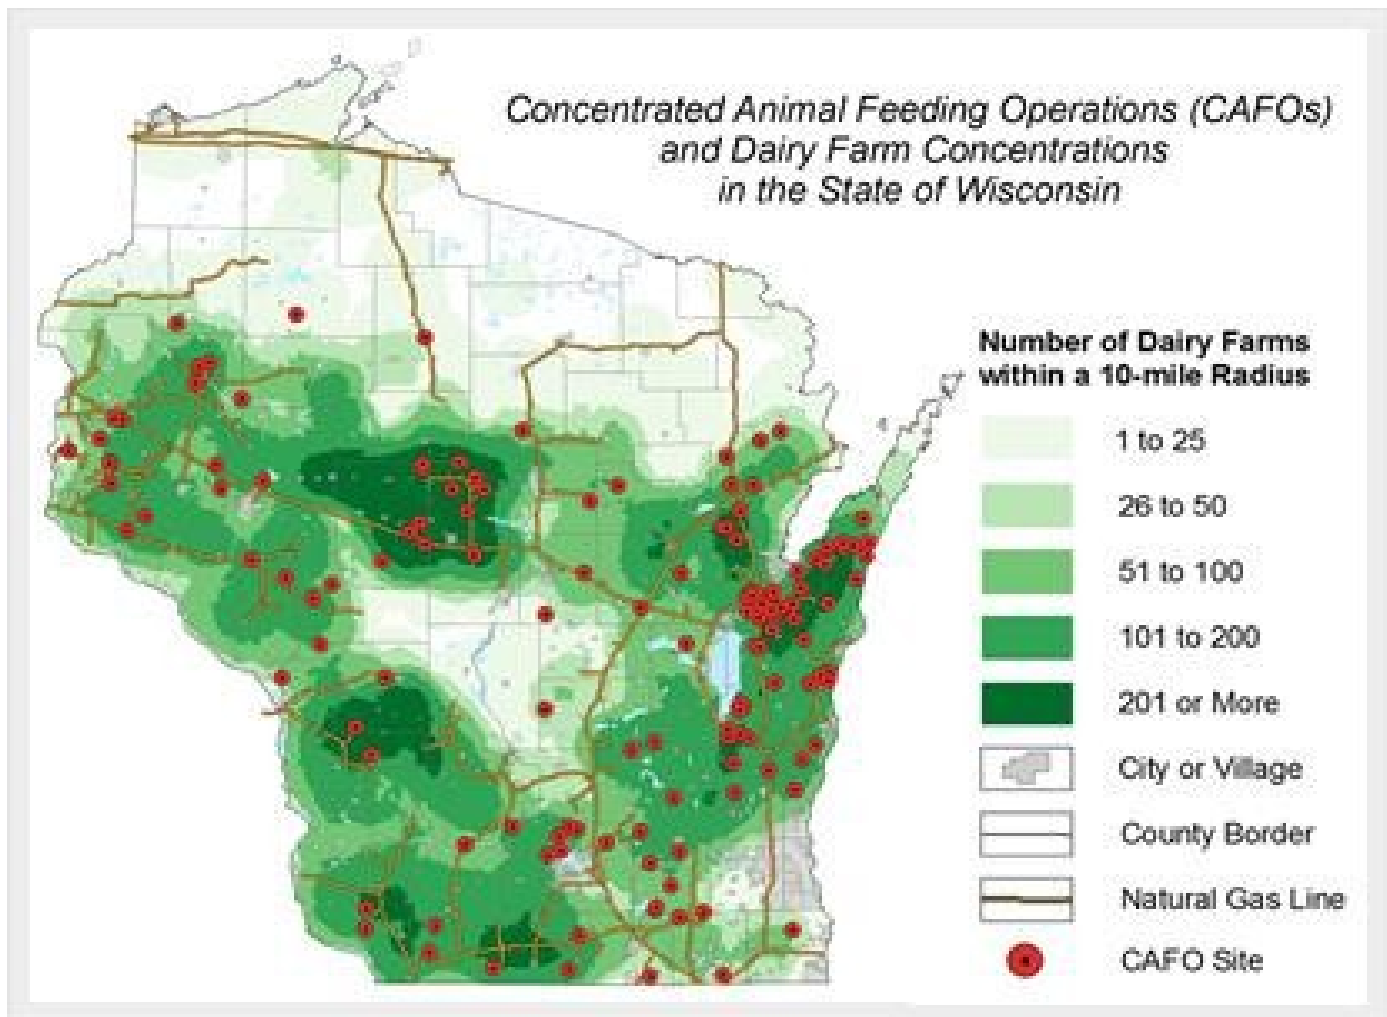 Concentrated Animal Feeding Operations (CAFOs)
and Dairy Farm Concentrations
in the State of Wisconsin
Number of Dairy Farms
within a 10-mile Radius
1 to 25
26 to 50
51 to 100
101 to 200
201 or More
City or Village
County Border
Natural Gas Line
CAFO Site